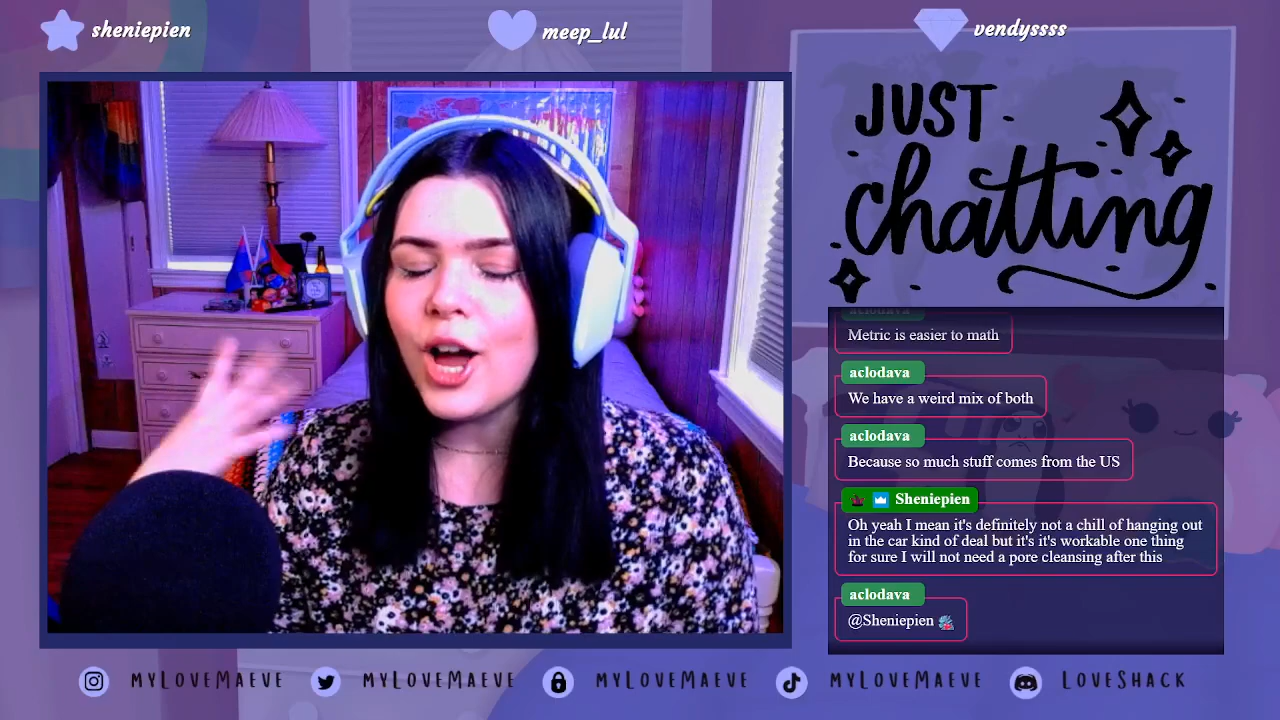 sheniepien
meep_lul
vendyssss
JUST
chatting
aclodava
Metric is easier to math
aclodava
We have a weird mix of both
aclodava
Because so much stuff comes from the US
Sheniepien
Oh yeah I mean it's definitely not a chill of hanging out
in the car kind of deal but it's it's workable one thing
for sure I will not need a pore cleansing after this
aclodava
@Sheniepien
MYLOVEMAEVE
MYLOVEMAEVE
MYLOVEMAEVE
MYLOVEMAEVE
LOVESHACK